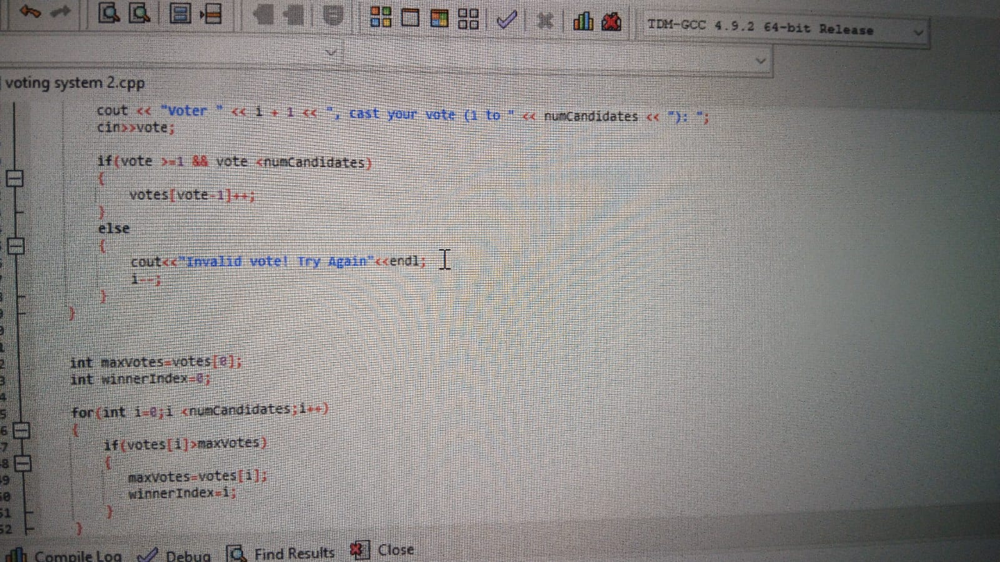 TDM-GCC 4.9.2 64-bit Release
voting system 2.cpp
cout << "Voter " << i + 1 << ", cast your vote (1 to " << numCandidates << "): ";
cin>>vote;
if(vote >=1 && vote <numCandidates)
{
votes[vote-1]++;
}
else
{
cout<<"Invalid vote! Try Again"<<endl;
i--;
}
}
int maxVotes=votes[0];
int winnerIndex=0;
for(int i=0;i <numCandidates;i++)
{
if(votes[i]>maxVotes)
{
maxVotes=votes[i];
winnerIndex=i;
}
}
Compile Log Debug Find Results Close